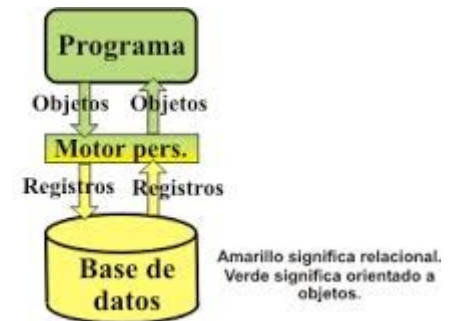 Programa
Objetos Objetos
Motor pers.
Registros Registros
Base de
datos
Amarillo significa relacional.
Verde significa orientado a
objetos.